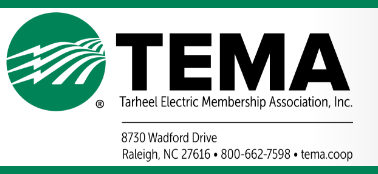 TEMA
®
Tarheel Electric Membership Association, Inc.
8730 Wadford Drive
Raleigh, NC 27616 • 800-662-7598 • tema.coop